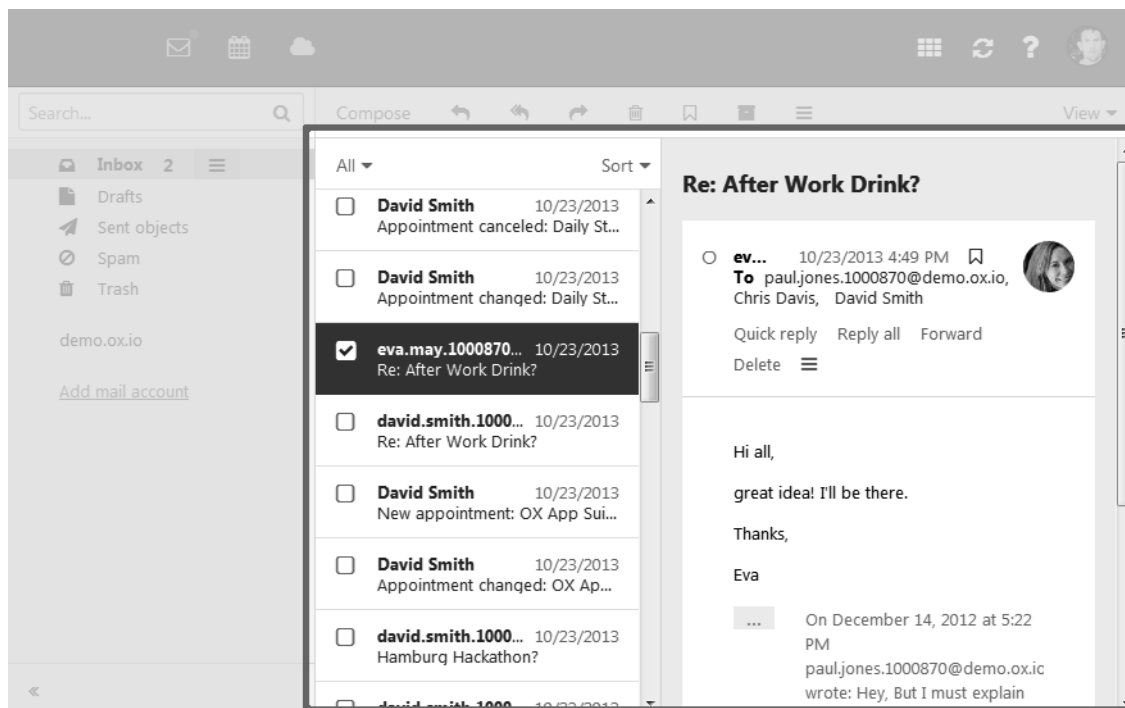 Search...
Compose
View
Inbox 2
Drafts
Sent objects
Spam
Trash
demo.ox.io
Add mail account
All
Sort
David Smith 10/23/2013
Appointment canceled: Daily St...
David Smith 10/23/2013
Appointment changed: Daily St...
eva.may.1000870... 10/23/2013
Re: After Work Drink?
david.smith.1000... 10/23/2013
Re: After Work Drink?
David Smith 10/23/2013
New appointment: OX App Sui...
David Smith 10/23/2013
Appointment changed: OX Ap...
david.smith.1000... 10/23/2013
Hamburg Hackathon?
david.smith.1000... 10/23/2013
Re: After Work Drink?
ev... 10/23/2013 4:49 PM
To paul.jones.1000870@demo.ox.io,
Chris Davis, David Smith
Quick reply Reply all Forward
Delete
Hi all,
great idea! I'll be there.
Thanks,
Eva
... On December 14, 2012 at 5:22
PM
paul.jones.1000870@demo.ox.io
wrote: Hey, But I must explain